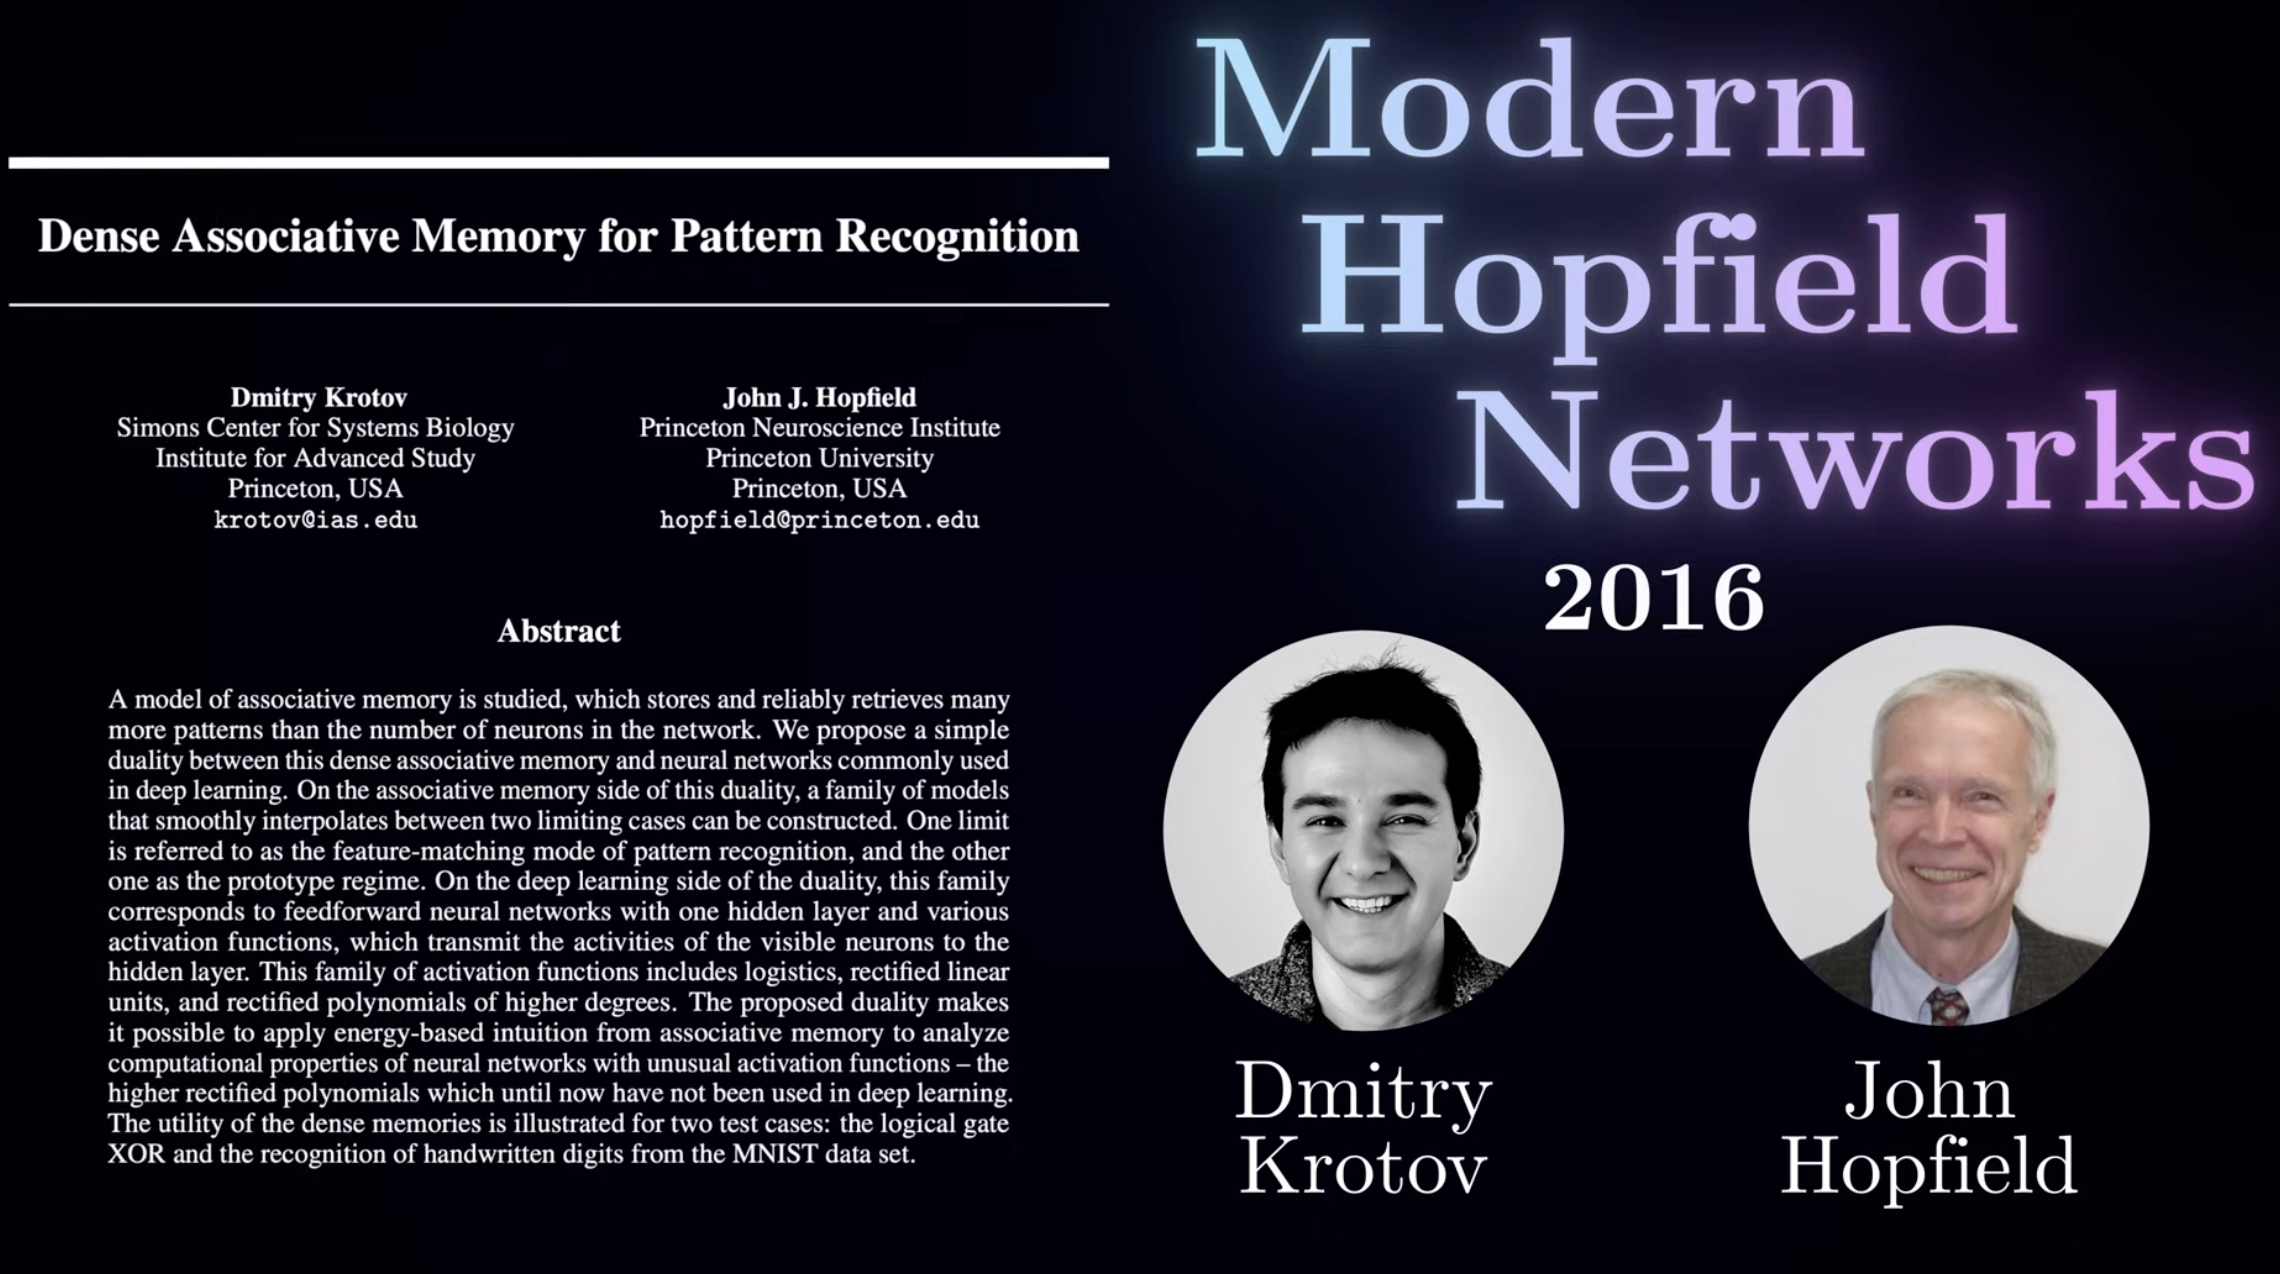 Dense Associative Memory for Pattern Recognition
Dmitry Krotov
Simons Center for Systems Biology
Institute for Advanced Study
Princeton, USA
krotov@ias.edu
John J. Hopfield
Princeton Neuroscience Institute
Princeton University
Princeton, USA
hopfield@princeton.edu
Abstract
A model of associative memory is studied, which stores and reliably retrieves many
more patterns than the number of neurons in the network. We propose a simple
duality between this dense associative memory and neural networks commonly used
in deep learning. On the associative memory side of this duality, a family of models
that smoothly interpolates between two limiting cases can be constructed. One limit
is referred to as the feature-matching mode of pattern recognition, and the other
one as the prototype regime. On the deep learning side of the duality, this family
corresponds to feedforward neural networks with one hidden layer and various
activation functions, which transmit the activities of the visible neurons to the
hidden layer. This family of activation functions includes logistics, rectified linear
units, and rectified polynomials of higher degrees. The proposed duality makes
it possible to apply energy-based intuition from associative memory to analyze
computational properties of neural networks with unusual activation functions – the
higher rectified polynomials which until now have not been used in deep learning.
The utility of the dense memories is illustrated for two test cases: the logical gate
XOR and the recognition of handwritten digits from the MNIST data set.
Modern
Hopfield
Networks
2016
Dmitry
Krotov
John
Hopfield